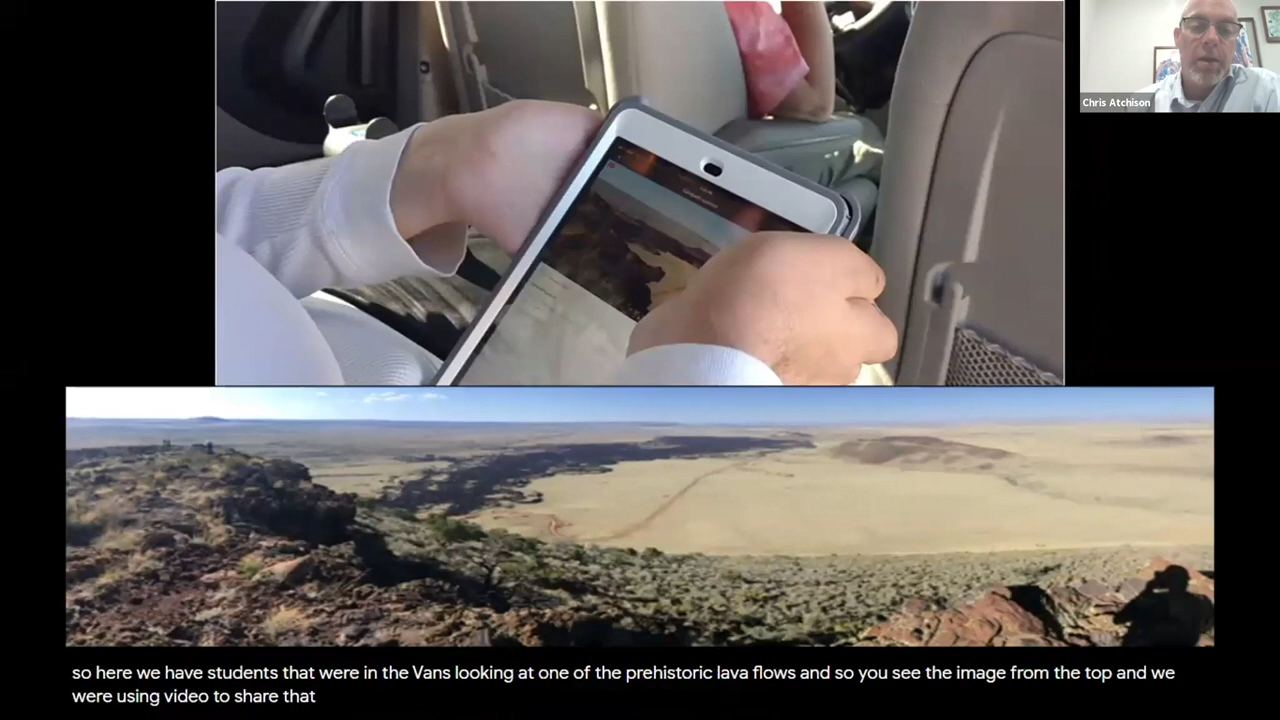 Chris Atchison
so here we have students that were in the Vans looking at one of the prehistoric lava flows and so you see the image from the top and we
were using video to share that